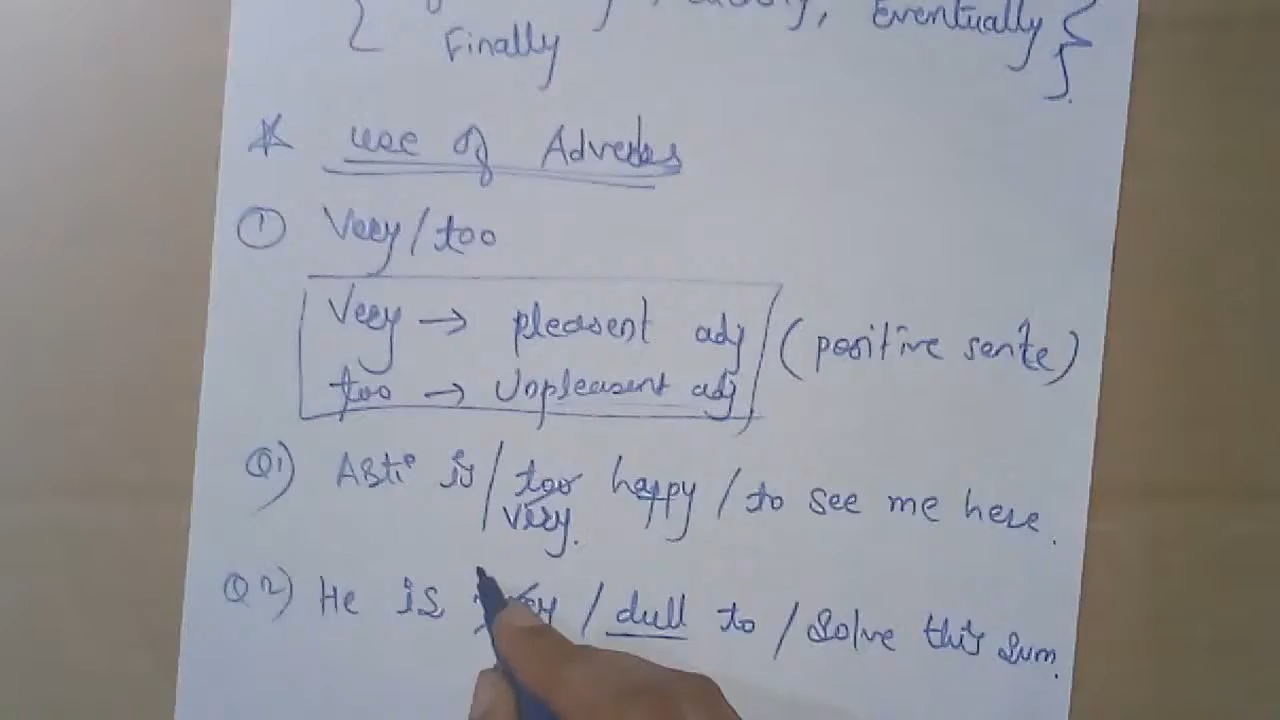 Eventually
Finally
use of Adverbs
① Very/too
Very → pleasent adj (positive sente)
too → Unpleasent adj
Q1) Asti is/ too happy / to see me here.
very.
Q2) He is very / dull to / solve this sum.